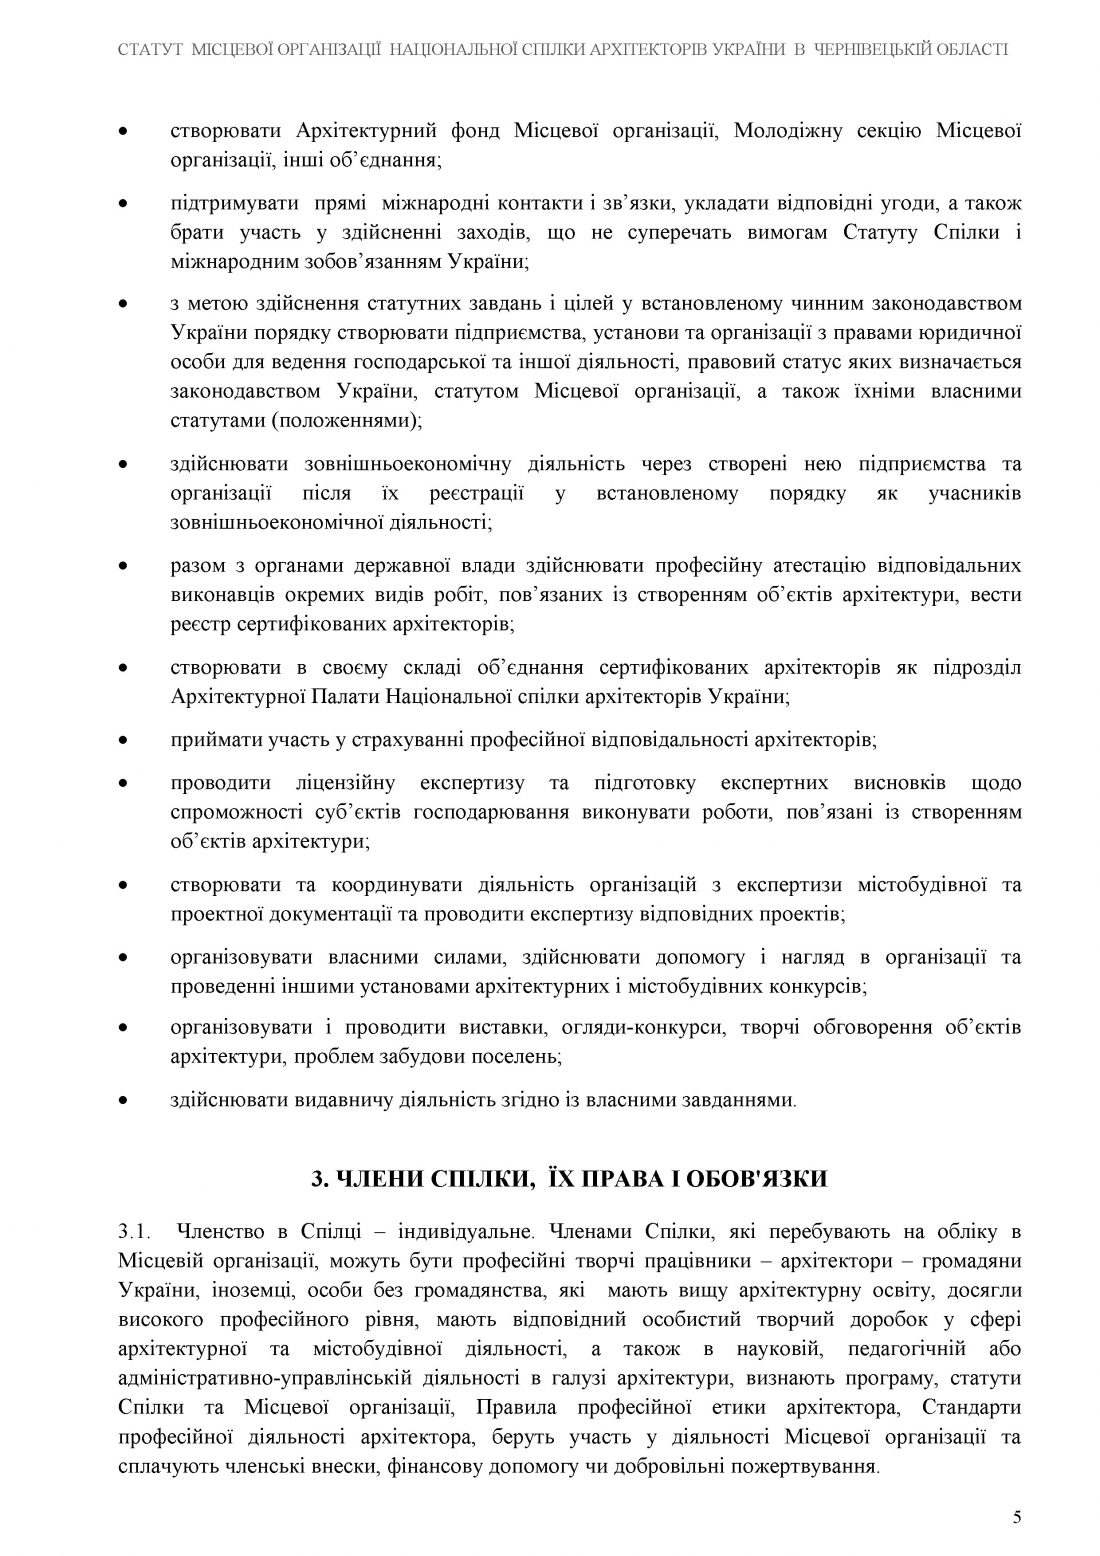 СТАТУТ МІСЦЕВОЇ ОРГАНІЗАЦІЇ НАЦІОНАЛЬНОЇ СПІЛКИ АРХІТЕКТОРІВ УКРАЇНИ В ЧЕРНІВЕЦЬКІЙ ОБЛАСТІ
• створювати Архітектурний фонд Місцевої організації, Молодіжну секцію Місцевої
організації, інші об’єднання;
• підтримувати прямі міжнародні контакти і зв’язки, укладати відповідні угоди, а також
брати участь у здійсненні заходів, що не суперечать вимогам Статуту Спілки і
міжнародним зобов’язанням України;
• з метою здійснення статутних завдань і цілей у встановленому чинним законодавством
України порядку створювати підприємства, установи та організації з правами юридичної
особи для ведення господарської та іншої діяльності, правовий статус яких визначається
законодавством України, статутом Місцевої організації, а також їхніми власними
статутами (положеннями);
• здійснювати зовнішньоекономічну діяльність через створені нею підприємства та
організації після їх реєстрації у встановленому порядку як учасників
зовнішньоекономічної діяльності;
• разом з органами державної влади здійснювати професійну атестацію відповідальних
виконавців окремих видів робіт, пов’язаних із створенням об’єктів архітектури, вести
реєстр сертифікованих архітекторів;
• створювати в своєму складі об’єднання сертифікованих архітекторів як підрозділ
Архітектурної Палати Національної спілки архітекторів України;
• приймати участь у страхуванні професійної відповідальності архітекторів;
• проводити ліцензійну експертизу та підготовку експертних висновків щодо
спроможності суб’єктів господарювання виконувати роботи, пов’язані із створенням
об’єктів архітектури;
• створювати та координувати діяльність організацій з експертизи містобудівної та
проектної документації та проводити експертизу відповідних проектів;
• організовувати власними силами, здійснювати допомогу і нагляд в організації та
проведенні іншими установами архітектурних і містобудівних конкурсів;
• організовувати і проводити виставки, огляди-конкурси, творчі обговорення об’єктів
архітектури, проблем забудови поселень;
• здійснювати видавничу діяльність згідно із власними завданнями.
3. ЧЛЕНИ СПІЛКИ, ЇХ ПРАВА І ОБОВ'ЯЗКИ
3.1. Членство в Спілці – індивідуальне. Членами Спілки, які перебувають на обліку в
Місцевій організації, можуть бути професійні творчі працівники – архітектори – громадяни
України, іноземці, особи без громадянства, які мають вищу архітектурну освіту, досягли
високого професійного рівня, мають відповідний особистий творчий доробок у сфері
архітектурної та містобудівної діяльності, а також в науковій, педагогічній або
адміністративно-управлінській діяльності в галузі архітектури, визнають програму, статути
Спілки та Місцевої організації, Правила професійної етики архітектора, Стандарти
професійної діяльності архітектора, беруть участь у діяльності Місцевої організації та
сплачують членські внески, фінансову допомогу чи добровільні пожертвування.
5